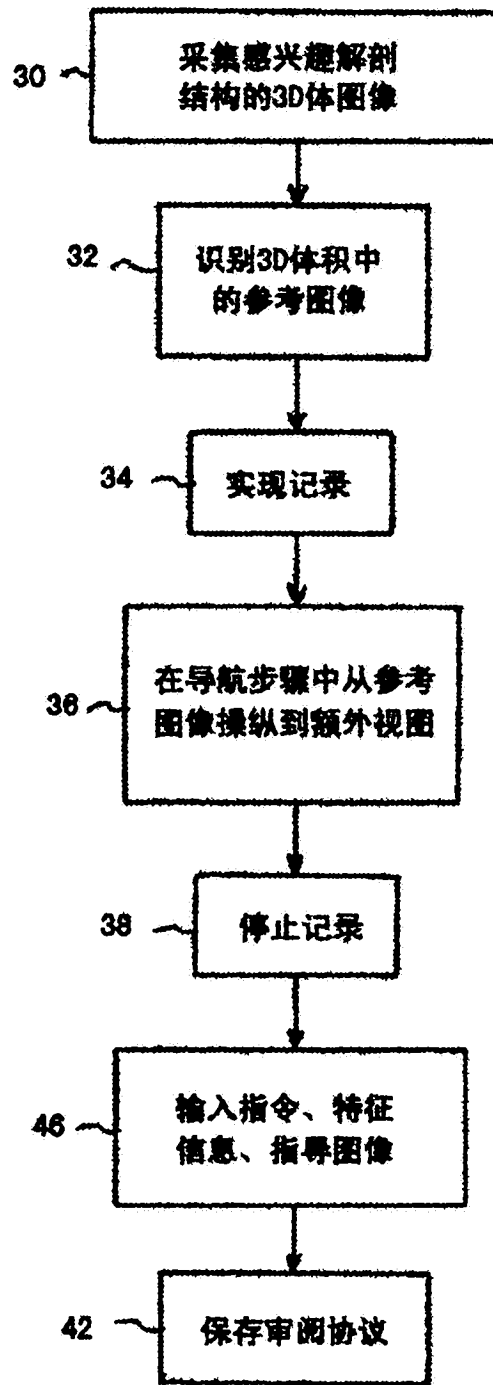 30
采集感兴趣解剖
结构的3D体图像
32
识别3D体积中
的参考图像
34
实现记录
36
在导航步骤中从参考
图像操纵到额外视图
38
停止记录
46
输入指令、特征
信息、指导图像
42
保存审阅协议